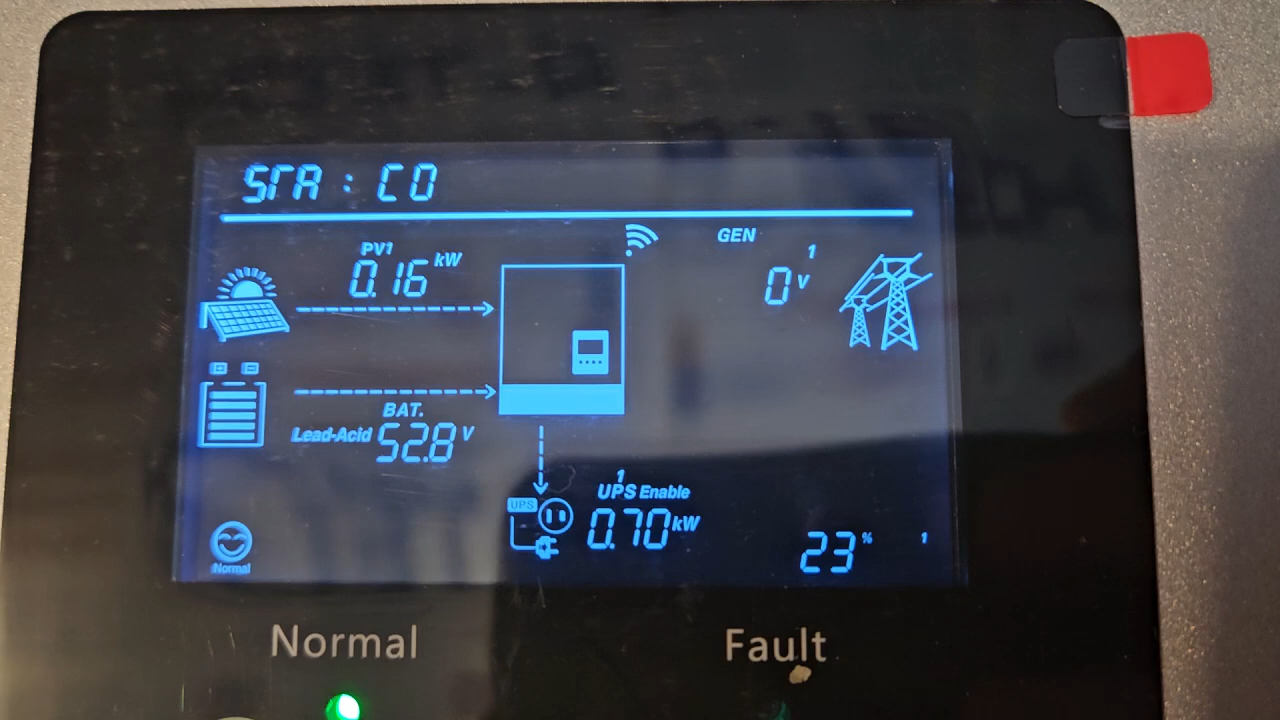 STA : C0
PV1
0.16 kW
GEN
1
0 V
BAT.
Lead-Acid 52.8 V
1
UPS Enable
UPS
0.70 kW
23 % 1
Normal
Normal
Fault